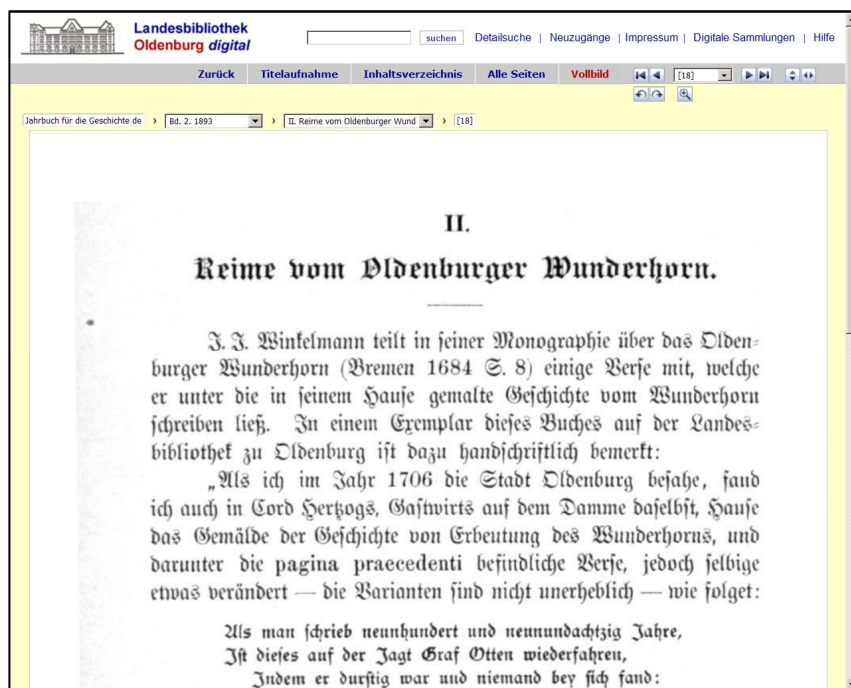 Landesbibliothek
Oldenburg digital
suchen Detailsuche | Neuzugänge | Impressum | Digitale Sammlungen | Hilfe
Zurück Titelaufnahme Inhaltsverzeichnis Alle Seiten Vollbild [18]
Jahrbuch für die Geschichte de › Bd. 2. 1893 › II. Reime vom Oldenburger Wund › [18]
II.
Reime vom Oldenburger Wunderhorn.
J. J. Winkelmann teilt in seiner Monographie über das Olden-
burger Wunderhorn (Bremen 1684 S. 8) einige Verse mit, welche
er unter die in seinem Hause gemalte Geschichte vom Wunderhorn
schreiben ließ. In einem Exemplar dieses Buches auf der Landes-
bibliothek zu Oldenburg ist dazu handschriftlich bemerkt:
„Als ich im Jahr 1706 die Stadt Oldenburg besahe, fand
ich auch in Cord Hertzogs, Gastwirts auf dem Damme daselbst, Hause
das Gemälde der Geschichte von Erbeutung des Wunderhorns, und
darunter die pagina praecedenti befindliche Verse, jedoch selbige
etwas verändert — die Varianten sind nicht unerheblich — wie folget:
Als man schrieb neunhundert und neunundachtzig Jahre,
Ist dieses auf der Jagt Graf Otten wiederfahren,
Indem er durstig war und niemand bey sich fand: